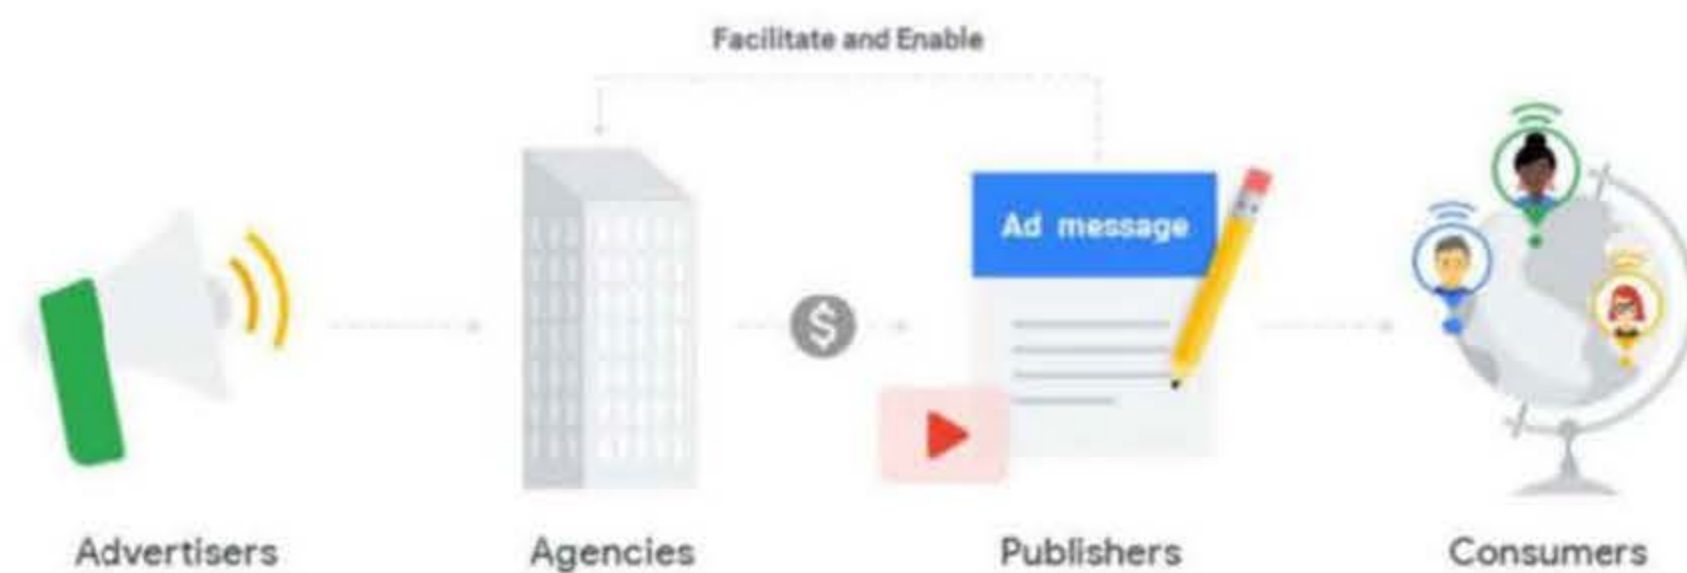 Facilitate and Enable
Ad message
$
Advertisers
Agencies
Publishers
Consumers